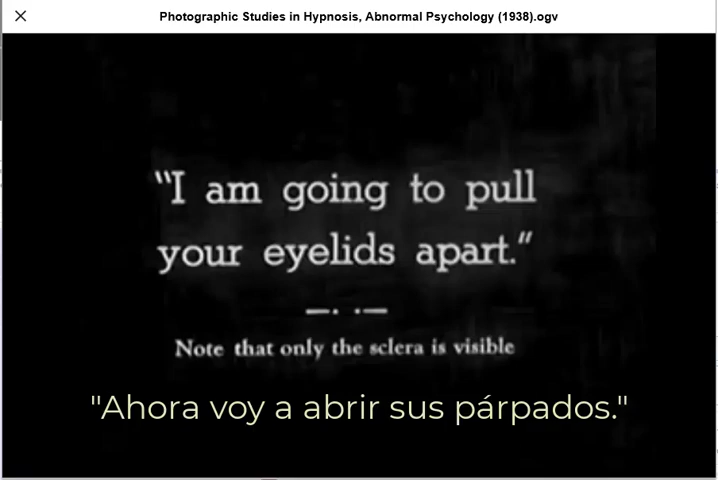 Photographic Studies in Hypnosis, Abnormal Psychology (1938).ogv
"I am going to pull
your eyelids apart."
Note that only the sclera is visible
"Ahora voy a abrir sus párpados."